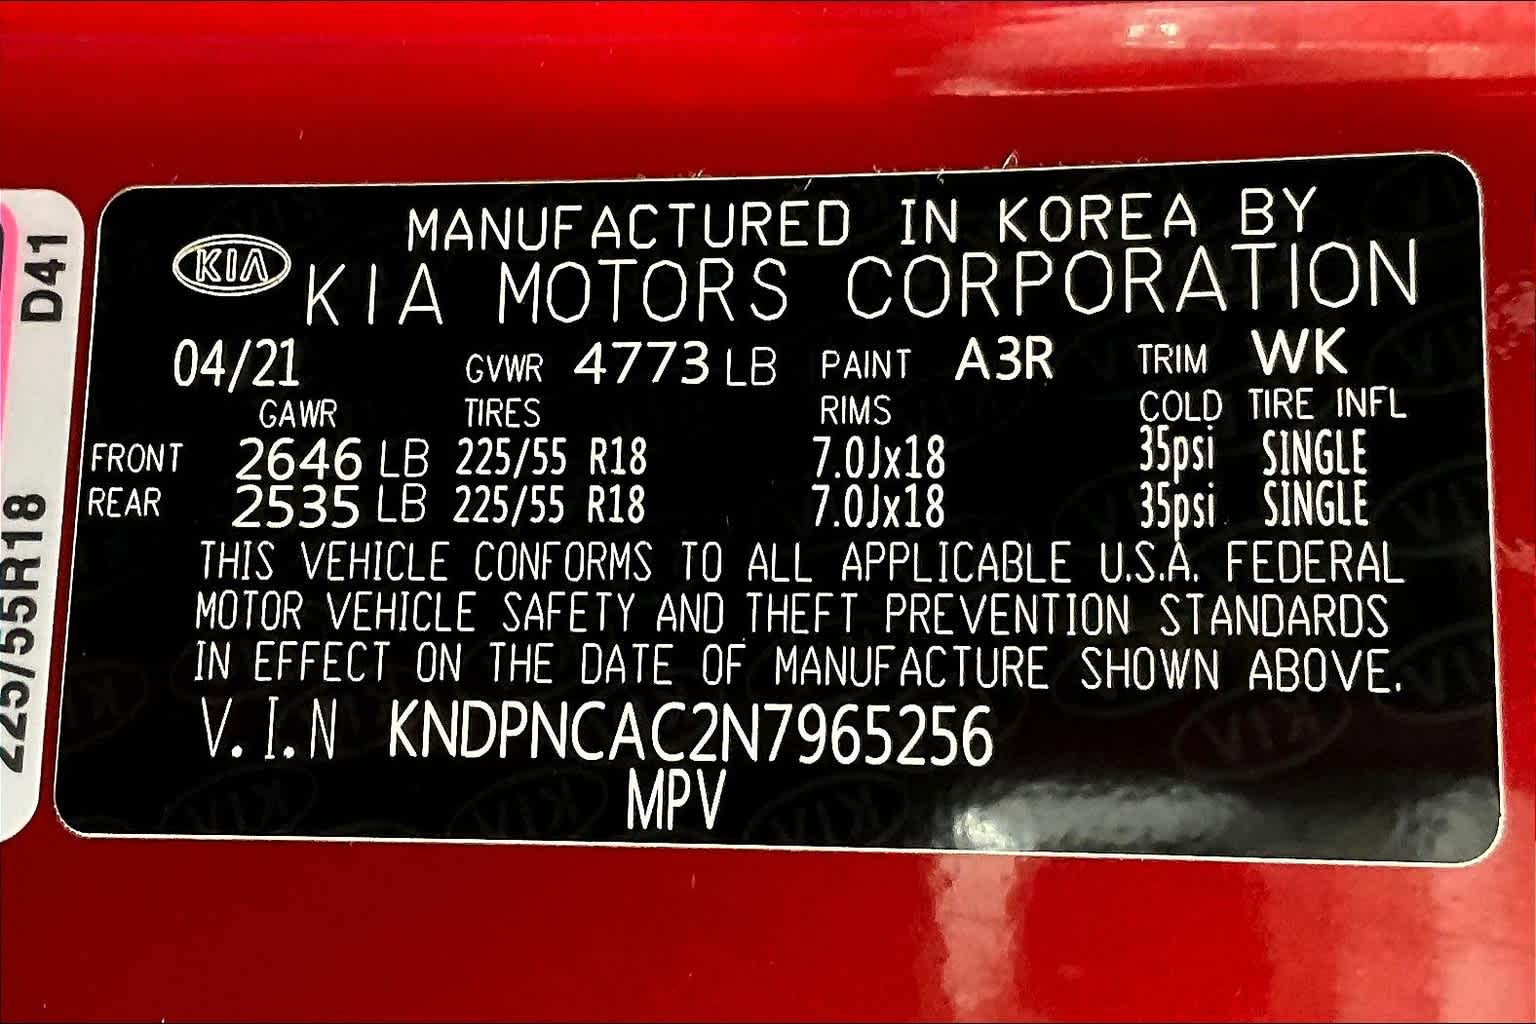 D41
225/55R18
KIA
MANUFACTURED IN KOREA BY
KIA MOTORS CORPORATION
04/21 GVWR 4773 LB PAINT A3R TRIM WK
GAWR TIRES RIMS COLD TIRE INFL
FRONT 2646 LB 225/55 R18 7.0Jx18 35psi SINGLE
REAR 2535 LB 225/55 R18 7.0Jx18 35psi SINGLE
THIS VEHICLE CONFORMS TO ALL APPLICABLE U.S.A. FEDERAL
MOTOR VEHICLE SAFETY AND THEFT PREVENTION STANDARDS
IN EFFECT ON THE DATE OF MANUFACTURE SHOWN ABOVE.
V.I.N KNDPNCAC2N7965256
MPV